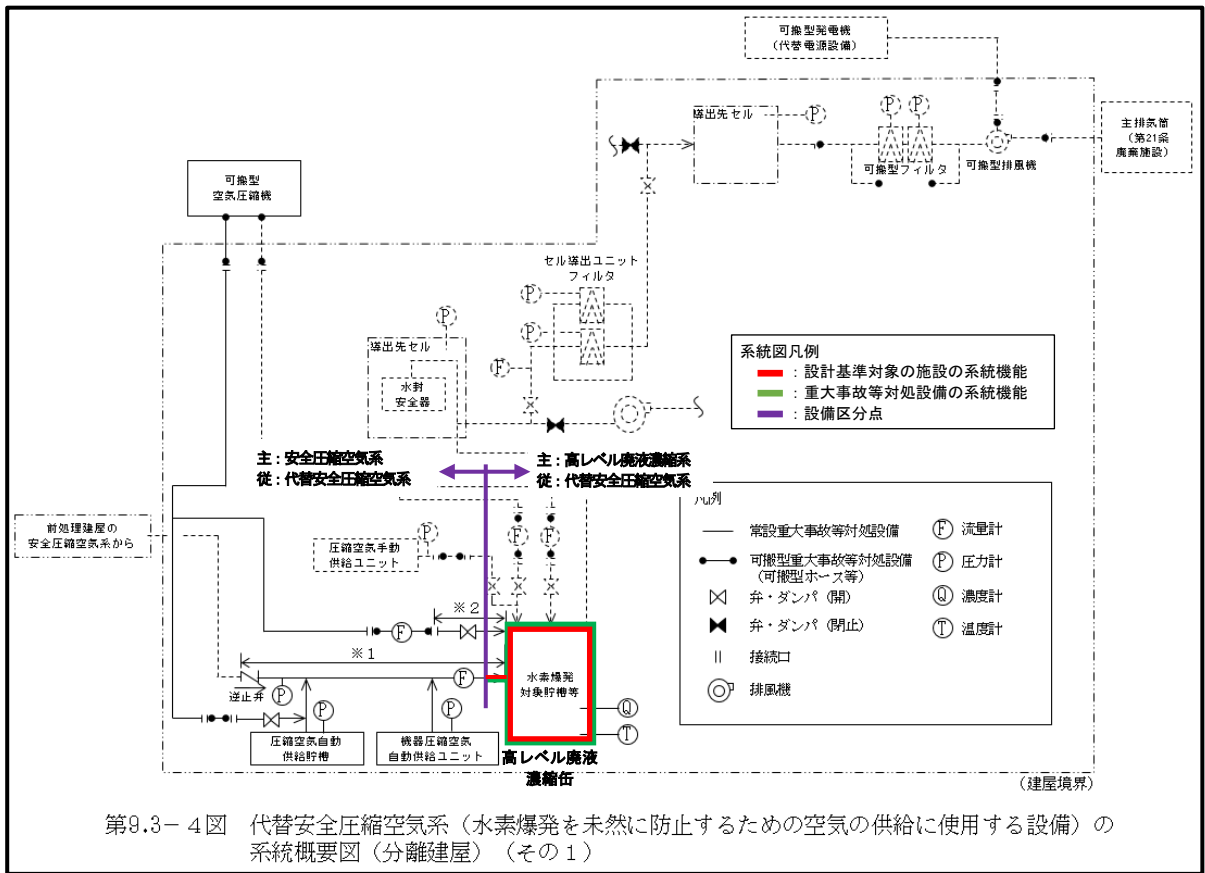 可搬型発電機
（代替電源設備）
導出先セル
P
P
P
主排気筒
（第21条
廃棄施設）
可搬型フィルタ
可搬型排風機
可搬型
空気圧縮機
セル導出ユニット
フィルタ
P
P
P
F
導出先セル
水封
安全器
系統図凡例
：設計基準対象の施設の系統機能
：重大事故等対処設備の系統機能
：設備区分点
主：安全圧縮空気系
従：代替安全圧縮空気系
主：高レベル廃液濃縮系
従：代替安全圧縮空気系
凡例
常設重大事故等対処設備
可搬型重大事故等対処設備
（可搬型ホース等）
弁・ダンパ（開）
弁・ダンパ（閉止）
接続口
排風機
F 流量計
P 圧力計
Q 濃度計
T 温度計
前処理建屋の
安全圧縮空気系から
P
圧縮空気手動
供給ユニット
F
F
※2
F
※1
逆止弁
P
F
P
P
水素爆発
対象貯槽等
Q
T
圧縮空気自動
供給貯槽
機器圧縮空気
自動供給ユニット
高レベル廃液
濃縮缶
（建屋境界）
第9.3－4図 代替安全圧縮空気系（水素爆発を未然に防止するための空気の供給に使用する設備）の
系統概要図（分離建屋）（その１）